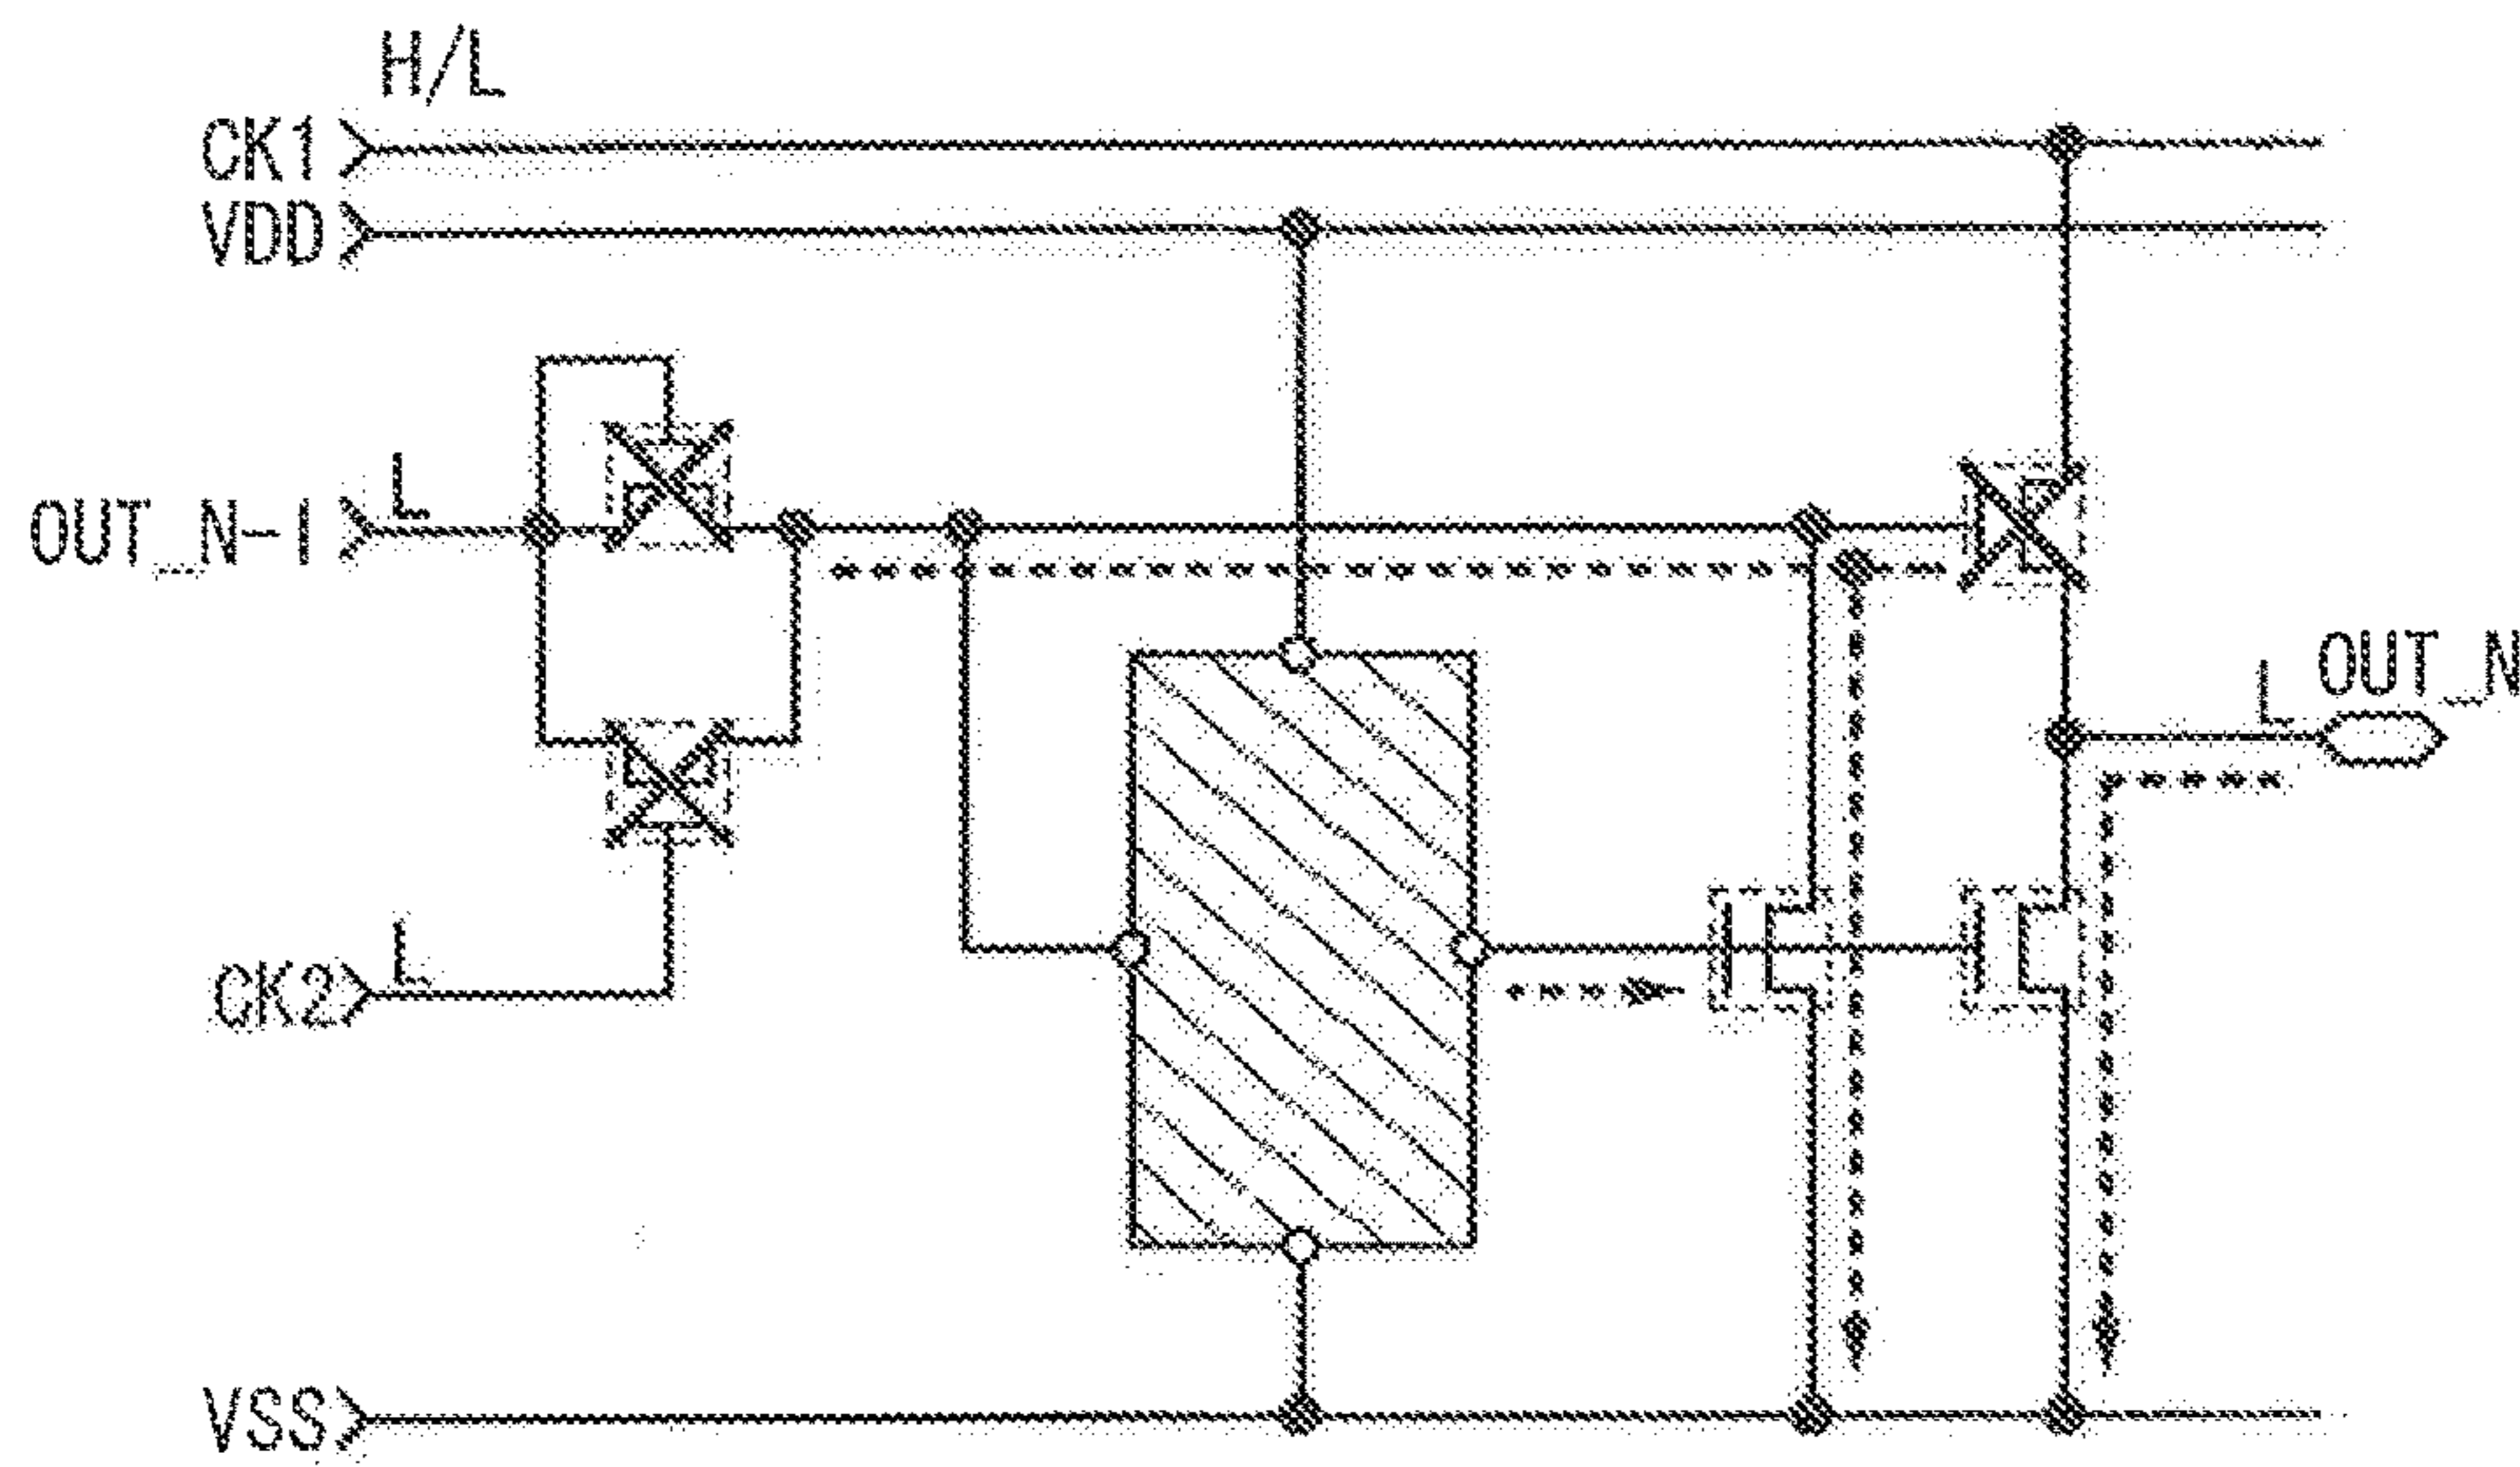 H/L
CK1
VDD
L
OUT_N-1
L
OUT_N
L
CK2
VSS